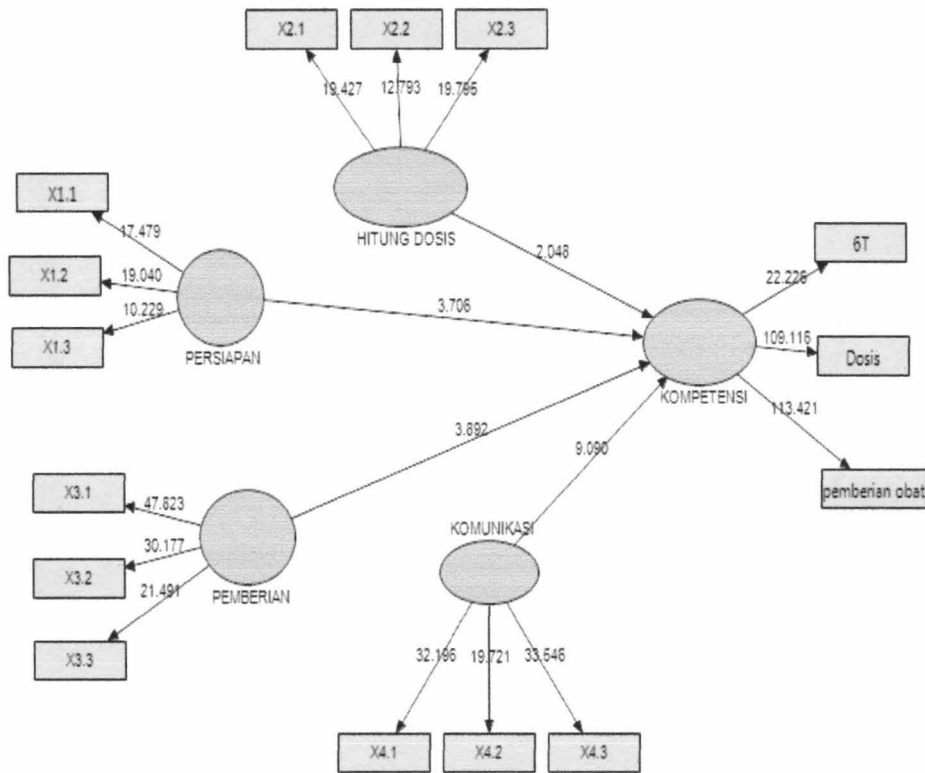 X2.1
X2.2
X2.3
19.427
12.793
19.795
HITUNG DOSIS
X1.1
X1.2
X1.3
17.479
19.040
10.229
PERSIAPAN
2.048
3.706
6T
22.226
109.116
Dosis
KOMPETENSI
113.421
pemberian obat
3.892
9.090
X3.1
X3.2
X3.3
47.823
30.177
21.491
PEMBERIAN
KOMUNIKASI
32.196
19.721
33.546
X4.1
X4.2
X4.3